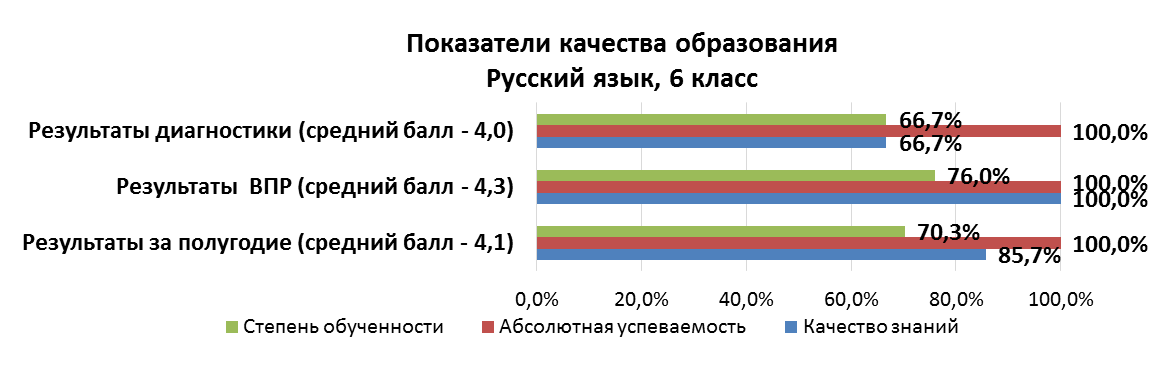 Показатели качества образования
Русский язык, 6 класс
Результаты диагностики (средний балл - 4,0)
66,7%
100,0%
66,7%
Результаты  ВПР (средний балл - 4,3)
76,0%
100,0%
100,0%
Результаты за полугодие (средний балл - 4,1)
70,3%
100,0%
85,7%
0,0% 20,0% 40,0% 60,0% 80,0% 100,0%
Степень обученности Абсолютная успеваемость Качество знаний